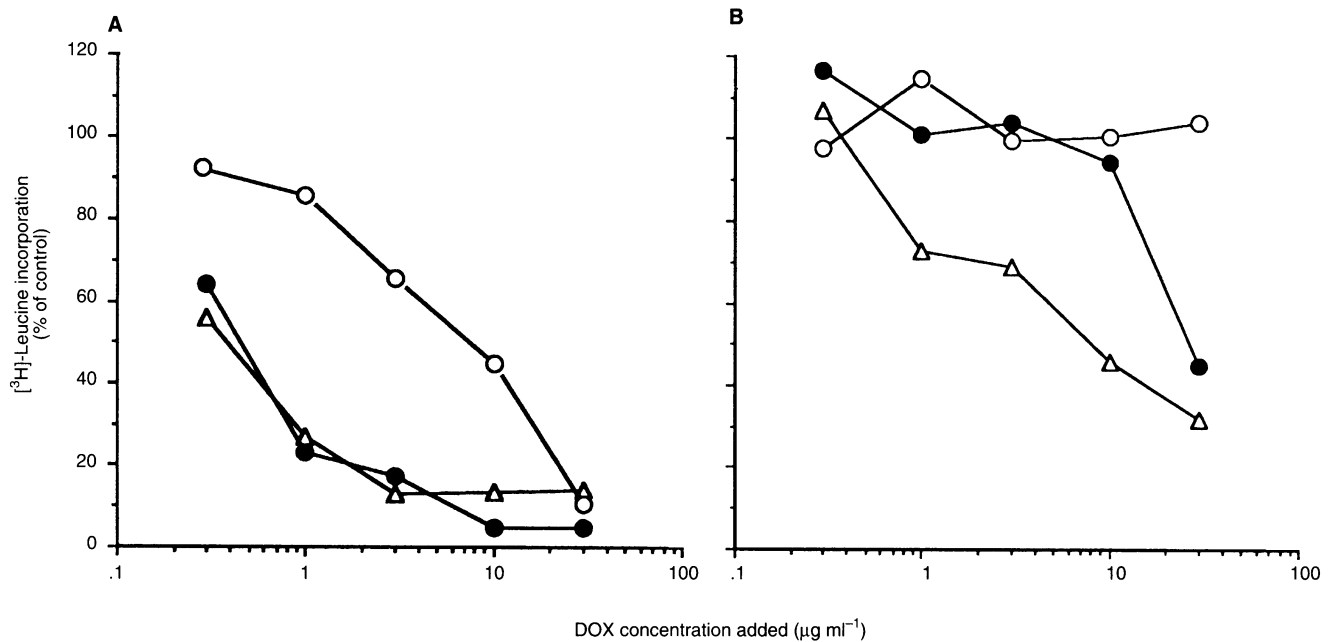 A
B
120
100
80
60
40
20
0
[³H]-Leucine incorporation
(% of control)
.1 1 10 100
.1 1 10 100
DOX concentration added (μg ml⁻¹)